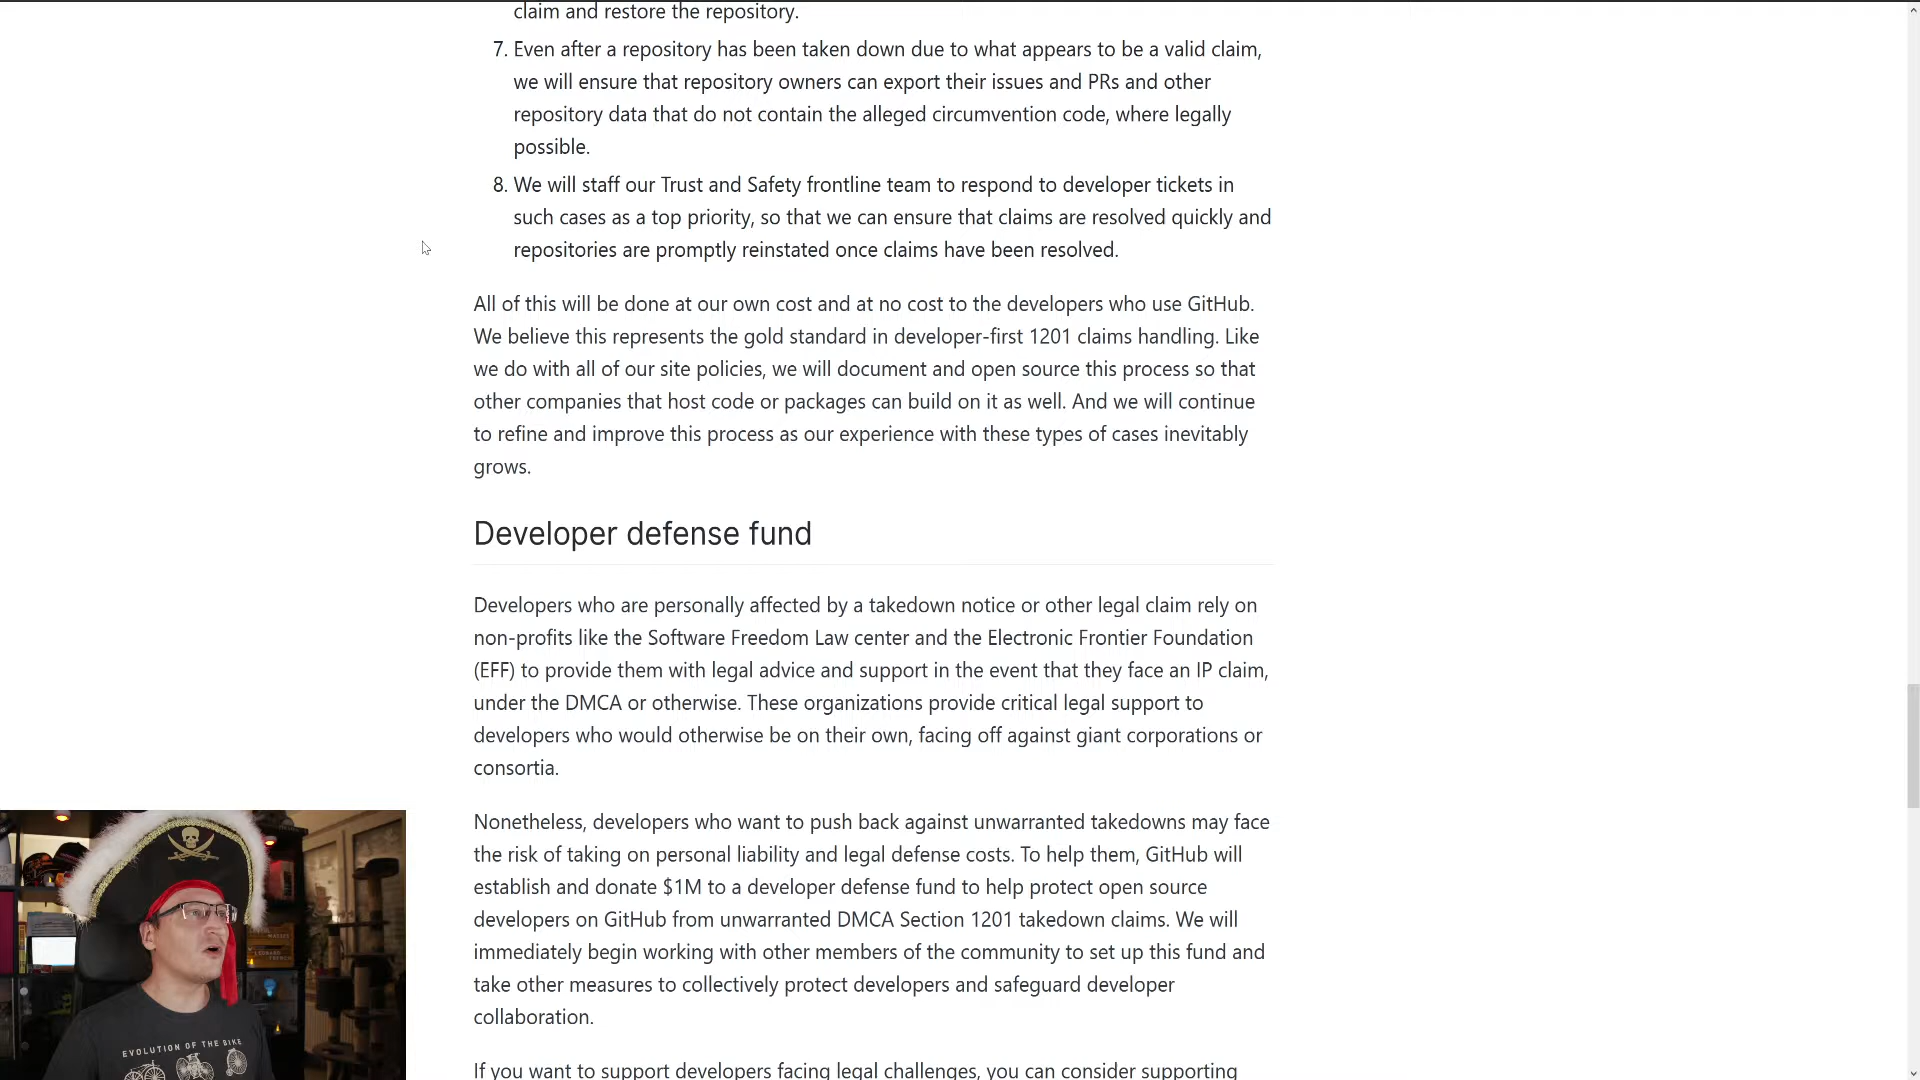 claim and restore the repository.
7. Even after a repository has been taken down due to what appears to be a valid claim,
we will ensure that repository owners can export their issues and PRs and other
repository data that do not contain the alleged circumvention code, where legally
possible.
8. We will staff our Trust and Safety frontline team to respond to developer tickets in
such cases as a top priority, so that we can ensure that claims are resolved quickly and
repositories are promptly reinstated once claims have been resolved.
All of this will be done at our own cost and at no cost to the developers who use GitHub.
We believe this represents the gold standard in developer-first 1201 claims handling. Like
we do with all of our site policies, we will document and open source this process so that
other companies that host code or packages can build on it as well. And we will continue
to refine and improve this process as our experience with these types of cases inevitably
grows.
Developer defense fund
Developers who are personally affected by a takedown notice or other legal claim rely on
non-profits like the Software Freedom Law center and the Electronic Frontier Foundation
(EFF) to provide them with legal advice and support in the event that they face an IP claim,
under the DMCA or otherwise. These organizations provide critical legal support to
developers who would otherwise be on their own, facing off against giant corporations or
consortia.
Nonetheless, developers who want to push back against unwarranted takedowns may face
the risk of taking on personal liability and legal defense costs. To help them, GitHub will
establish and donate $1M to a developer defense fund to help protect open source
developers on GitHub from unwarranted DMCA Section 1201 takedown claims. We will
immediately begin working with other members of the community to set up this fund and
take other measures to collectively protect developers and safeguard developer
collaboration.
If you want to support developers facing legal challenges, you can consider supporting
EVOLUTION OF THE BIKE